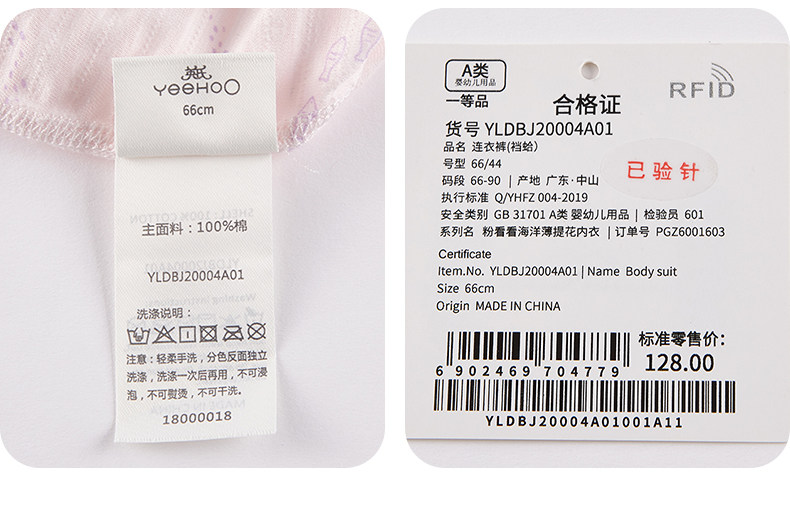 英氏
YeeHoO
66cm
主面料：100%棉
YLDBJ20004A01
洗涤说明：
注意：轻柔手洗，分色反面独立
洗涤，洗涤一次后再用，不可浸
泡，不可熨烫，不可干洗。
18000018
A类
婴幼儿用品
一等品
合格证
RFID
货号 YLDBJ20004A01
品名 连衣裤(裆蛤)
号型 66/44
已验针
码段 66-90 | 产地 广东·中山
执行标准 Q/YHFZ 004-2019
安全类别 GB 31701 A类 婴幼儿用品 | 检验员 601
系列名 粉看看海洋薄提花内衣 | 订单号 PGZ6001603
Certificate
Item.No. YLDBJ20004A01 | Name Body suit
Size 66cm
Origin MADE IN CHINA
标准零售价：
128.00
6 902469 704779
YLDBJ20004A01001A11